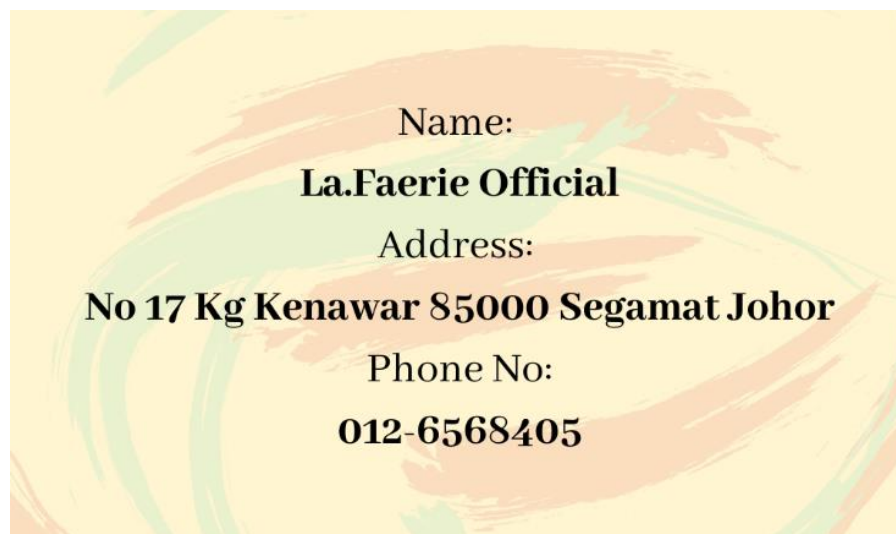 Name:
La.Faerie Official
Address:
No 17 Kg Kenawar 85000 Segamat Johor
Phone No:
012-6568405